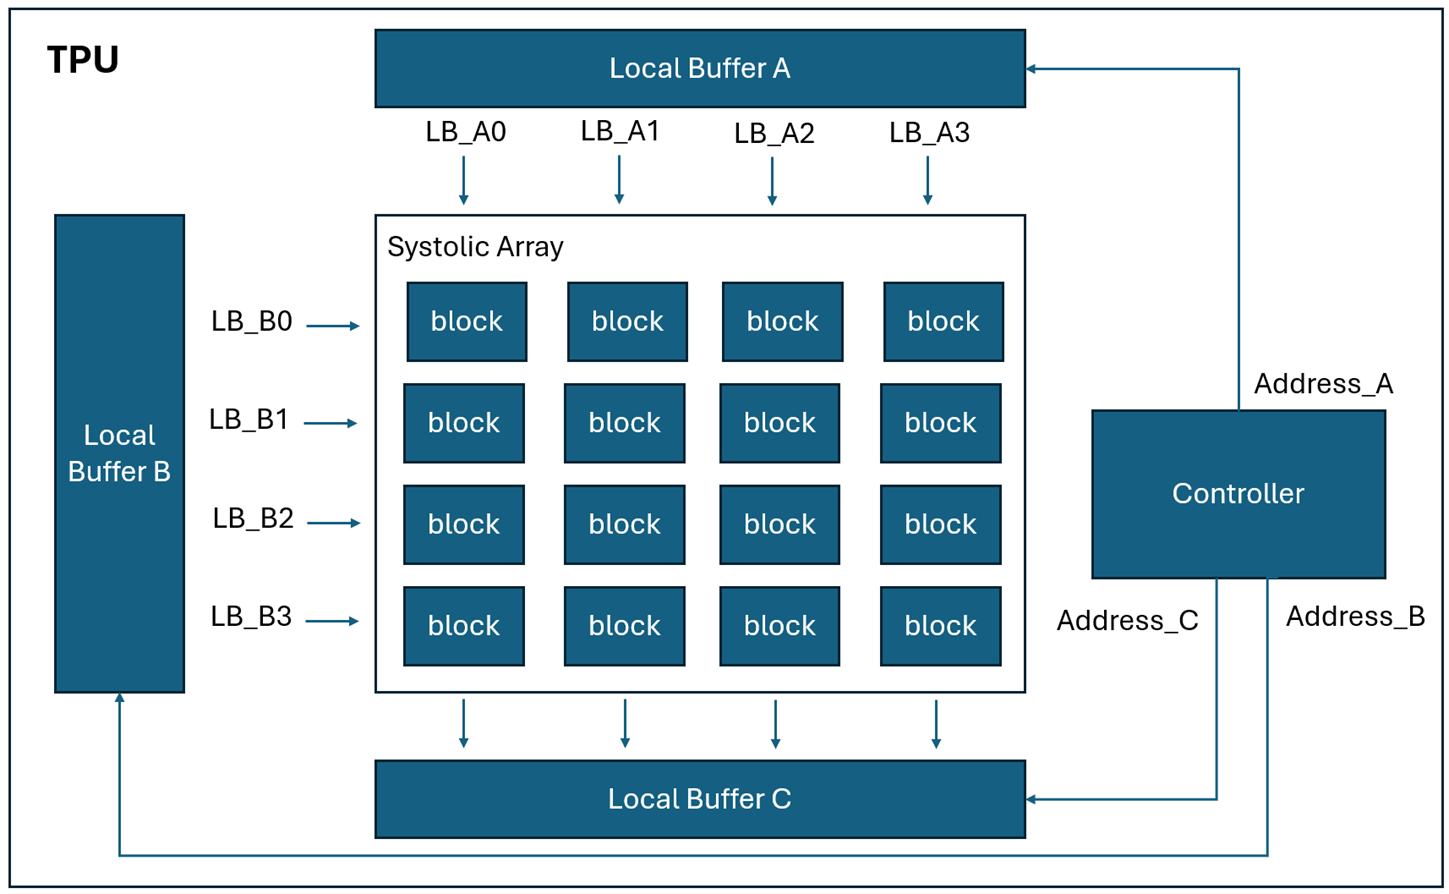 TPU
Local Buffer A
LB_A0 LB_A1 LB_A2 LB_A3
Systolic Array
LB_B0 block block block block
LB_B1 block block block block
LB_B2 block block block block
LB_B3 block block block block
Local
Buffer B
Address_A
Controller
Address_C
Address_B
Local Buffer C